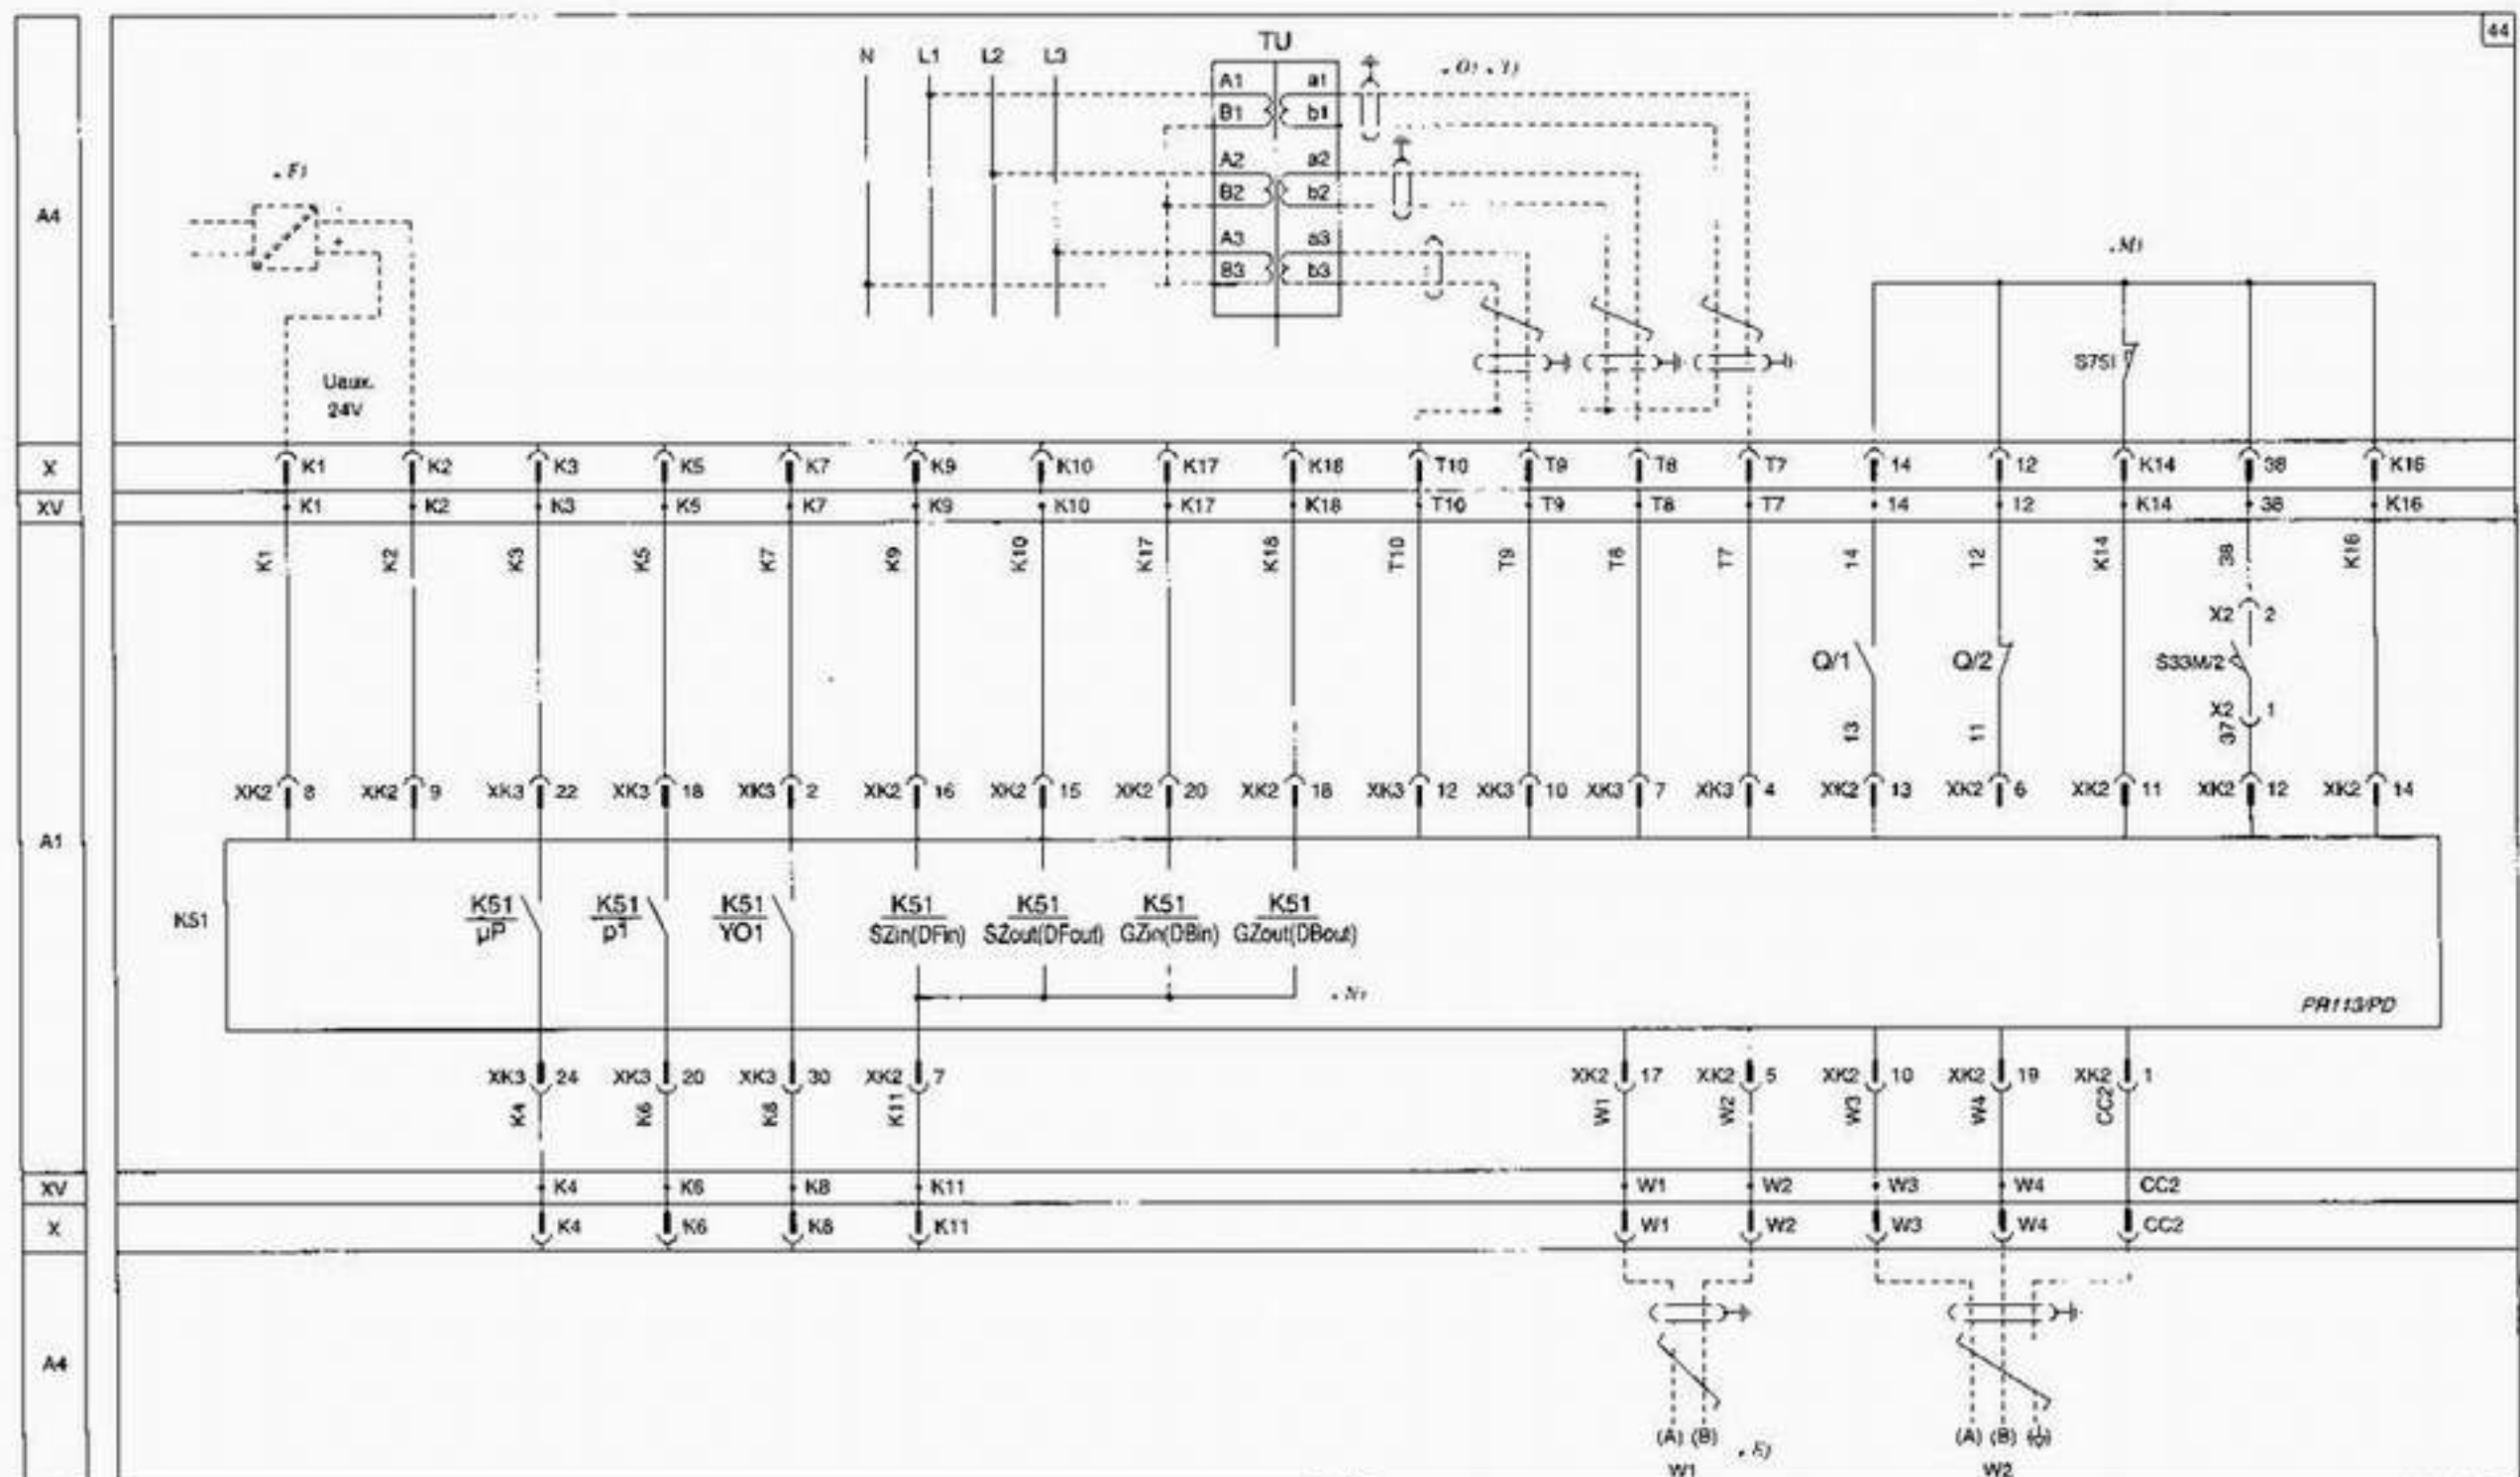 44
TU
N L1 L2 L3
A1 a1
*O) *I)
B1 b1
A2 a2
*F)
B2 b2
A4
A3 a3
*M)
B3 b3
- +
S75I
Uaux.
24V
X K1 K2 K3 K5 K7 K9 K10 K17 K18 T10 T9 T8 T7 14 12 K14 38 K16
XV K1 K2 K3 K5 K7 K9 K10 K17 K18 T10 T9 T8 T7 14 12 K14 38 K16
K1 K2 K3 K5 K7 K9 K10 K17 K18 T10 T9 T8 T7 14 12 K14 38 K16
X2 2
Q/1 Q/2 S33M/2
X2 1
13 11 37
XK2 8 XK2 9 XK3 22 XK3 18 XK3 2 XK2 16 XK2 15 XK2 20 XK2 18 XK3 12 XK3 10 XK3 7 XK3 4 XK2 13 XK2 6 XK2 11 XK2 12 XK2 14
A1
K51
K51 K51 K51 K51 K51 K51 K51
µP p1 YO1 SZin(DFin) SZout(DFout) GZin(DBin) GZout(DBout)
*N)
PR113/PD
XK3 24 XK3 20 XK3 30 XK2 7 XK2 17 XK2 5 XK2 10 XK2 19 XK2 1
K4 K6 K8 K11 W1 W2 W3 W4 CC2
XV K4 K6 K8 K11 W1 W2 W3 W4 CC2
X K4 K6 K8 K11 W1 W2 W3 W4 CC2
A4
(A) (B) *E) (A) (B)
W1 W2